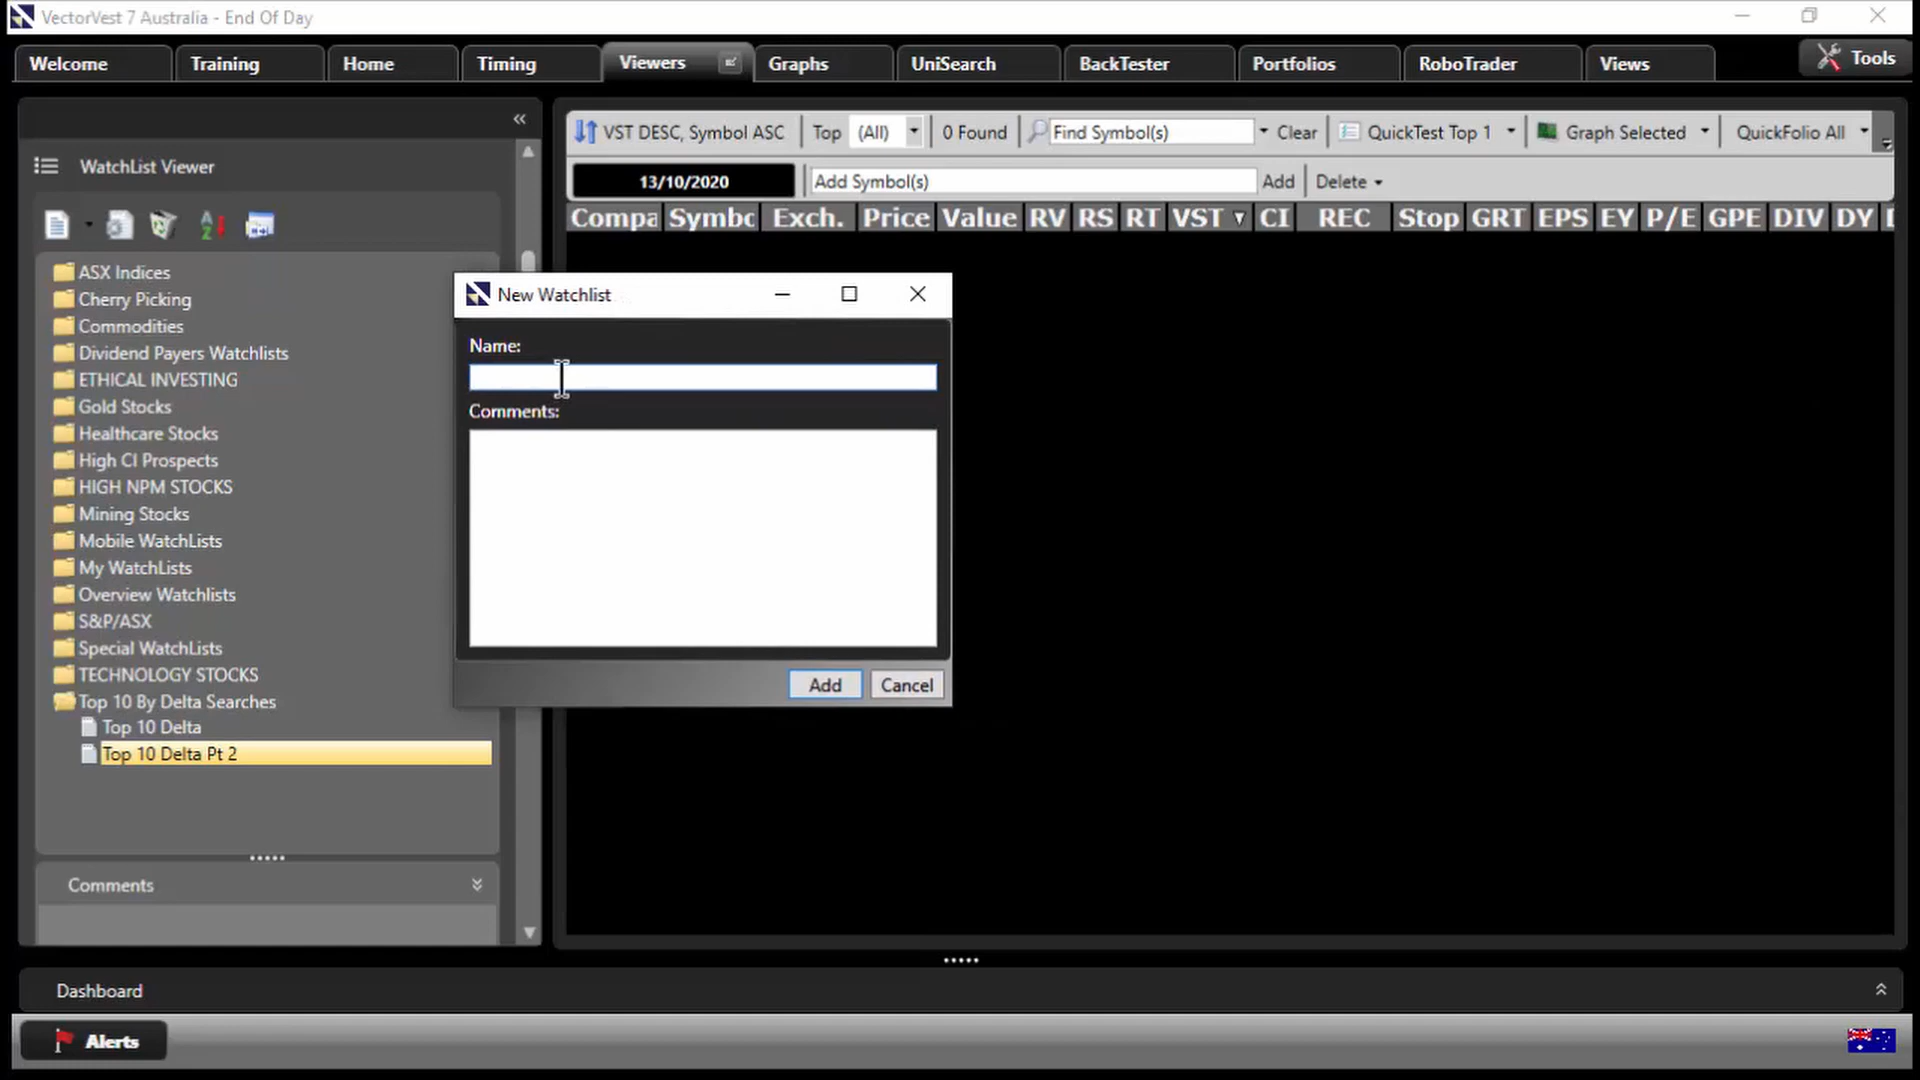 VectorVest 7 Australia - End Of Day
Welcome Training Home Timing Viewers Graphs UniSearch BackTester Portfolios RoboTrader Views Tools
WatchList Viewer
VST DESC, Symbol ASC Top (All) 0 Found Find Symbol(s) Clear QuickTest Top 1 Graph Selected QuickFolio All
13/10/2020 Add Symbol(s) Add Delete
Compa Symbo Exch. Price Value RV RS RT VST CI REC Stop GRT EPS EY P/E GPE DIV DY
ASX Indices
Cherry Picking
Commodities
Dividend Payers Watchlists
ETHICAL INVESTING
Gold Stocks
Healthcare Stocks
High CI Prospects
HIGH NPM STOCKS
Mining Stocks
Mobile WatchLists
My WatchLists
Overview Watchlists
S&P/ASX
Special WatchLists
TECHNOLOGY STOCKS
Top 10 By Delta Searches
Top 10 Delta
Top 10 Delta Pt 2
New Watchlist
Name:
Comments:
Add Cancel
Comments
Dashboard
Alerts